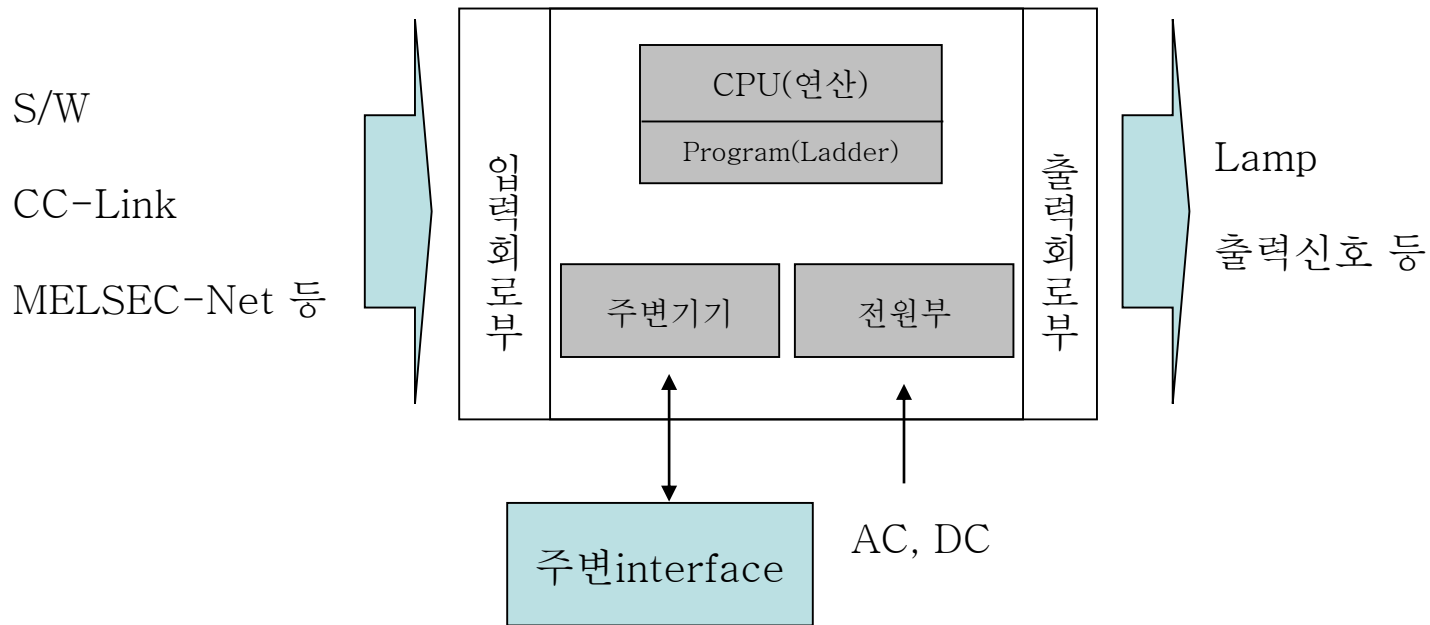 S/W
CC-Link
MELSEC-Net 등
입력회로부
CPU(연산)
Program(Ladder)
주변기기
전원부
출력회로부
Lamp
출력신호 등
주변interface
AC, DC